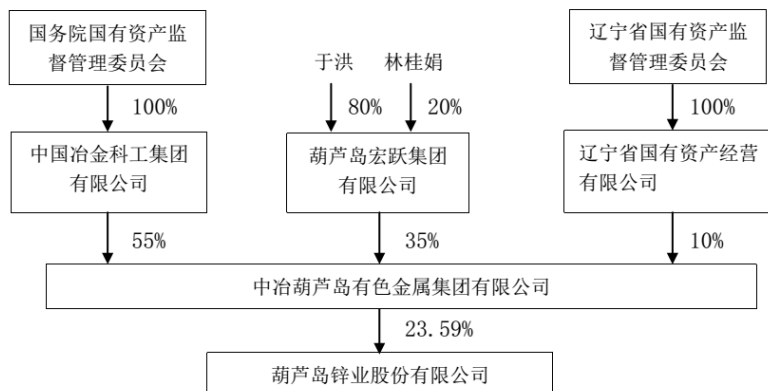 国务院国有资产监
督管理委员会
于洪
林桂娟
辽宁省国有资产监
督管理委员会
100%
80%
20%
100%
中国冶金科工集团
有限公司
葫芦岛宏跃集团
有限公司
辽宁省国有资产经营
有限公司
55%
35%
10%
中冶葫芦岛有色金属集团有限公司
23.59%
葫芦岛锌业股份有限公司